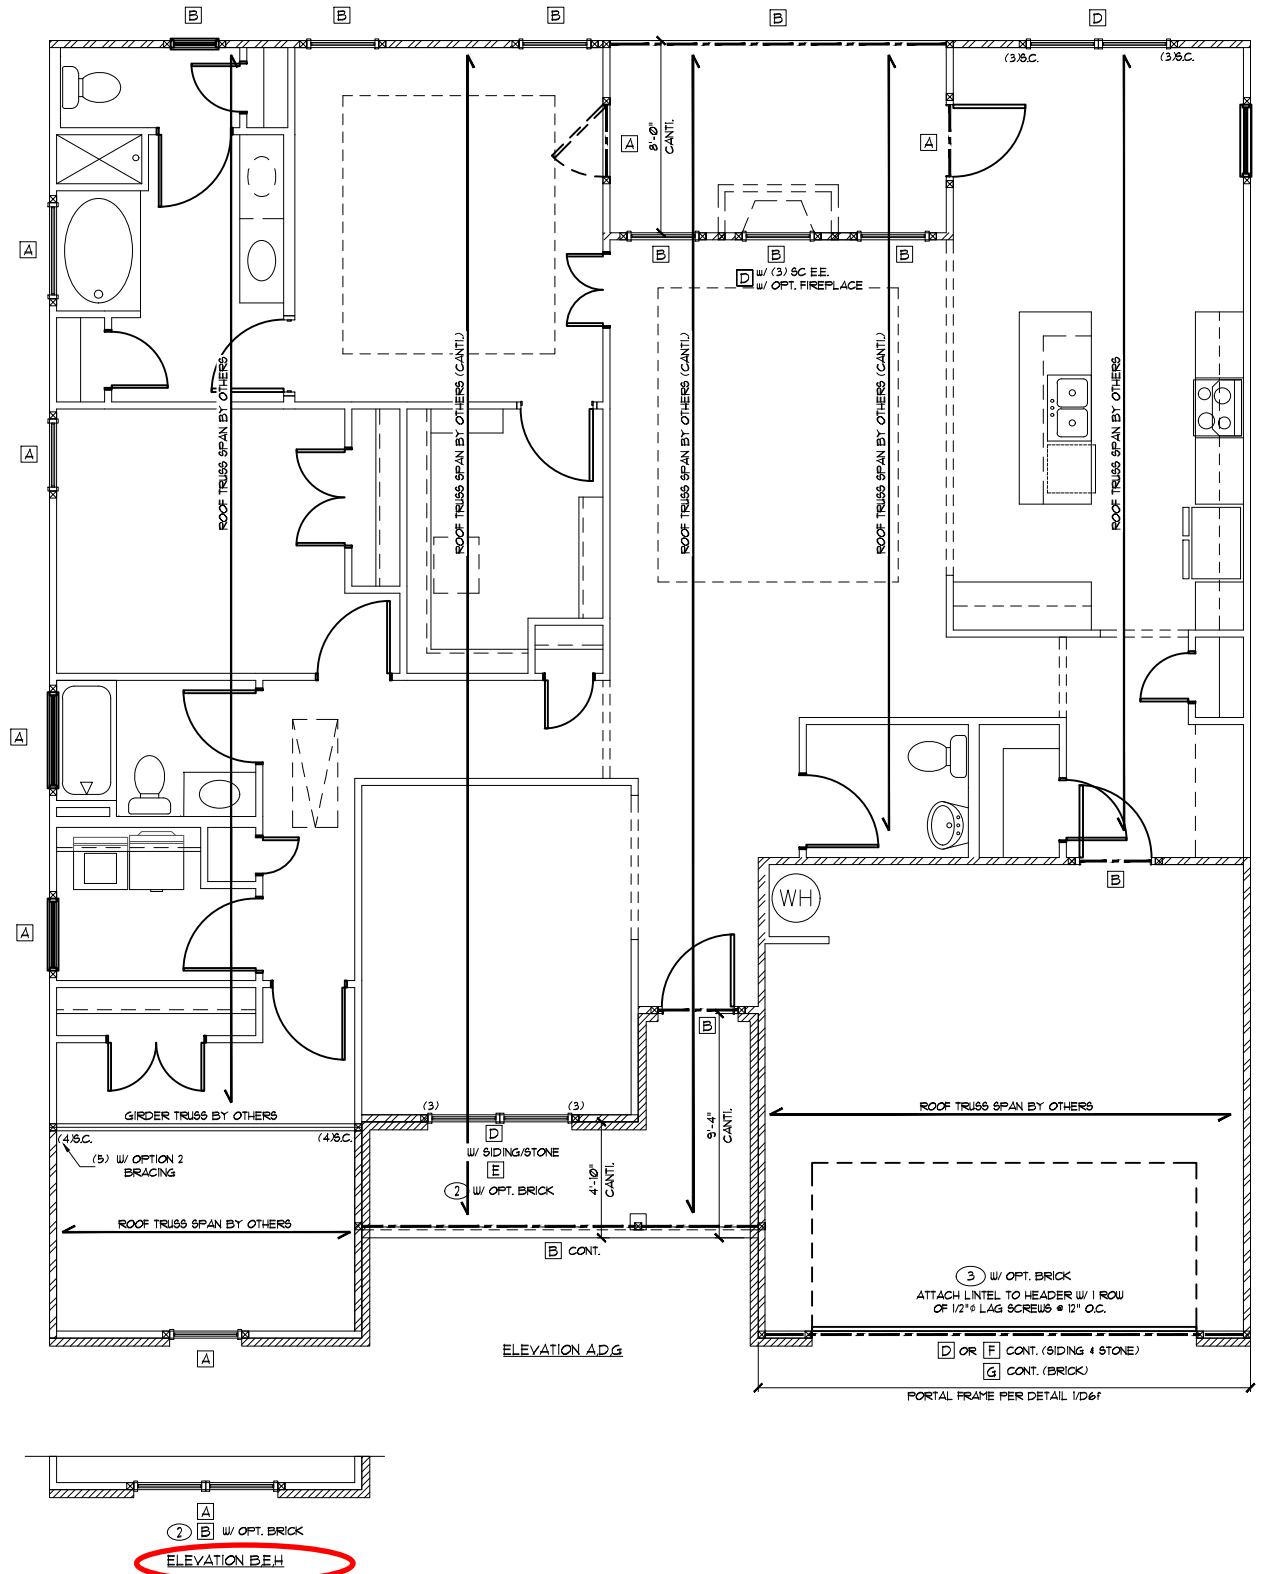 B B B B D
(3)S.C. (3)S.C.
A 8'-0" CANTI. A
A
B B B
D W/ (3) SC E.E.
W/ OPT. FIREPLACE
ROOF TRUSS SPAN BY OTHERS
ROOF TRUSS SPAN BY OTHERS (CANTI.)
ROOF TRUSS SPAN BY OTHERS (CANTI.)
ROOF TRUSS SPAN BY OTHERS (CANTI.)
ROOF TRUSS SPAN BY OTHERS
A
A
B
WH
A
B
9'-4" CANTI.
(3) (3)
GIRDER TRUSS BY OTHERS
ROOF TRUSS SPAN BY OTHERS
(4)S.C. (4)S.C.
(5) W/ OPTION 2
BRACING
D
W/ SIDING/STONE
E
2 W/ OPT. BRICK
4'-10" CANTI.
ROOF TRUSS SPAN BY OTHERS
B CONT.
3 W/ OPT. BRICK
ATTACH LINTEL TO HEADER W/ 1 ROW
OF 1/2"Φ LAG SCREWS @ 12" O.C.
A
ELEVATION A,D,G
D OR F CONT. (SIDING & STONE)
G CONT. (BRICK)
PORTAL FRAME PER DETAIL 1/D6f
A
2 B W/ OPT. BRICK
ELEVATION B,E,H